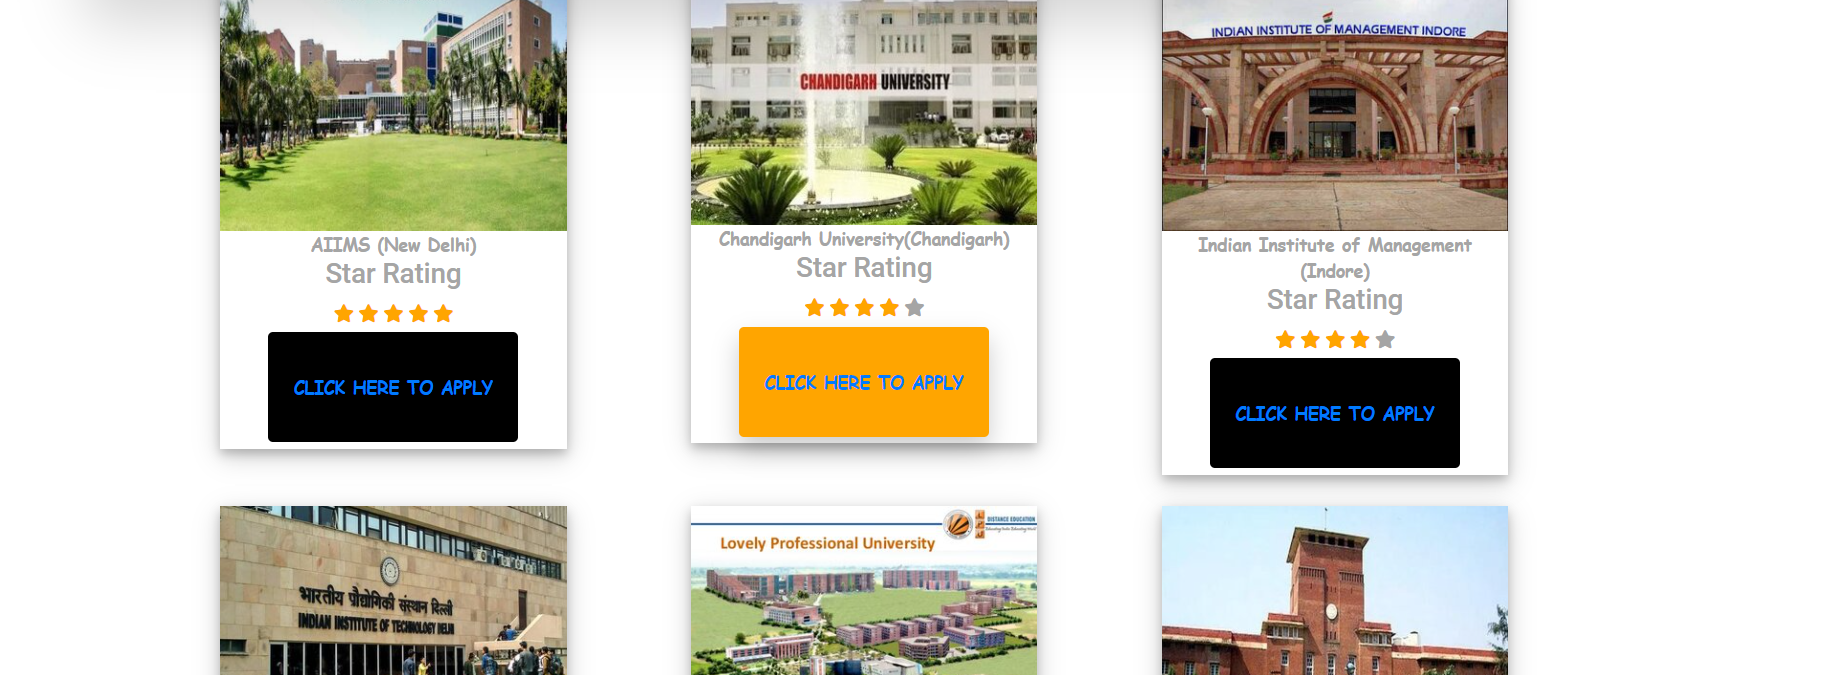 INDIAN INSTITUTE OF MANAGEMENT INDORE
CHANDIGARH UNIVERSITY
AIIMS (New Delhi)
Star Rating
CLICK HERE TO APPLY
Chandigarh University(Chandigarh)
Star Rating
CLICK HERE TO APPLY
Indian Institute of Management
(Indore)
Star Rating
CLICK HERE TO APPLY
भारतीय प्रौद्योगिकी संस्थान दिल्ली
INDIAN INSTITUTE OF TECHNOLOGY DELHI
DISTANCE EDUCATION
Lovely Professional University